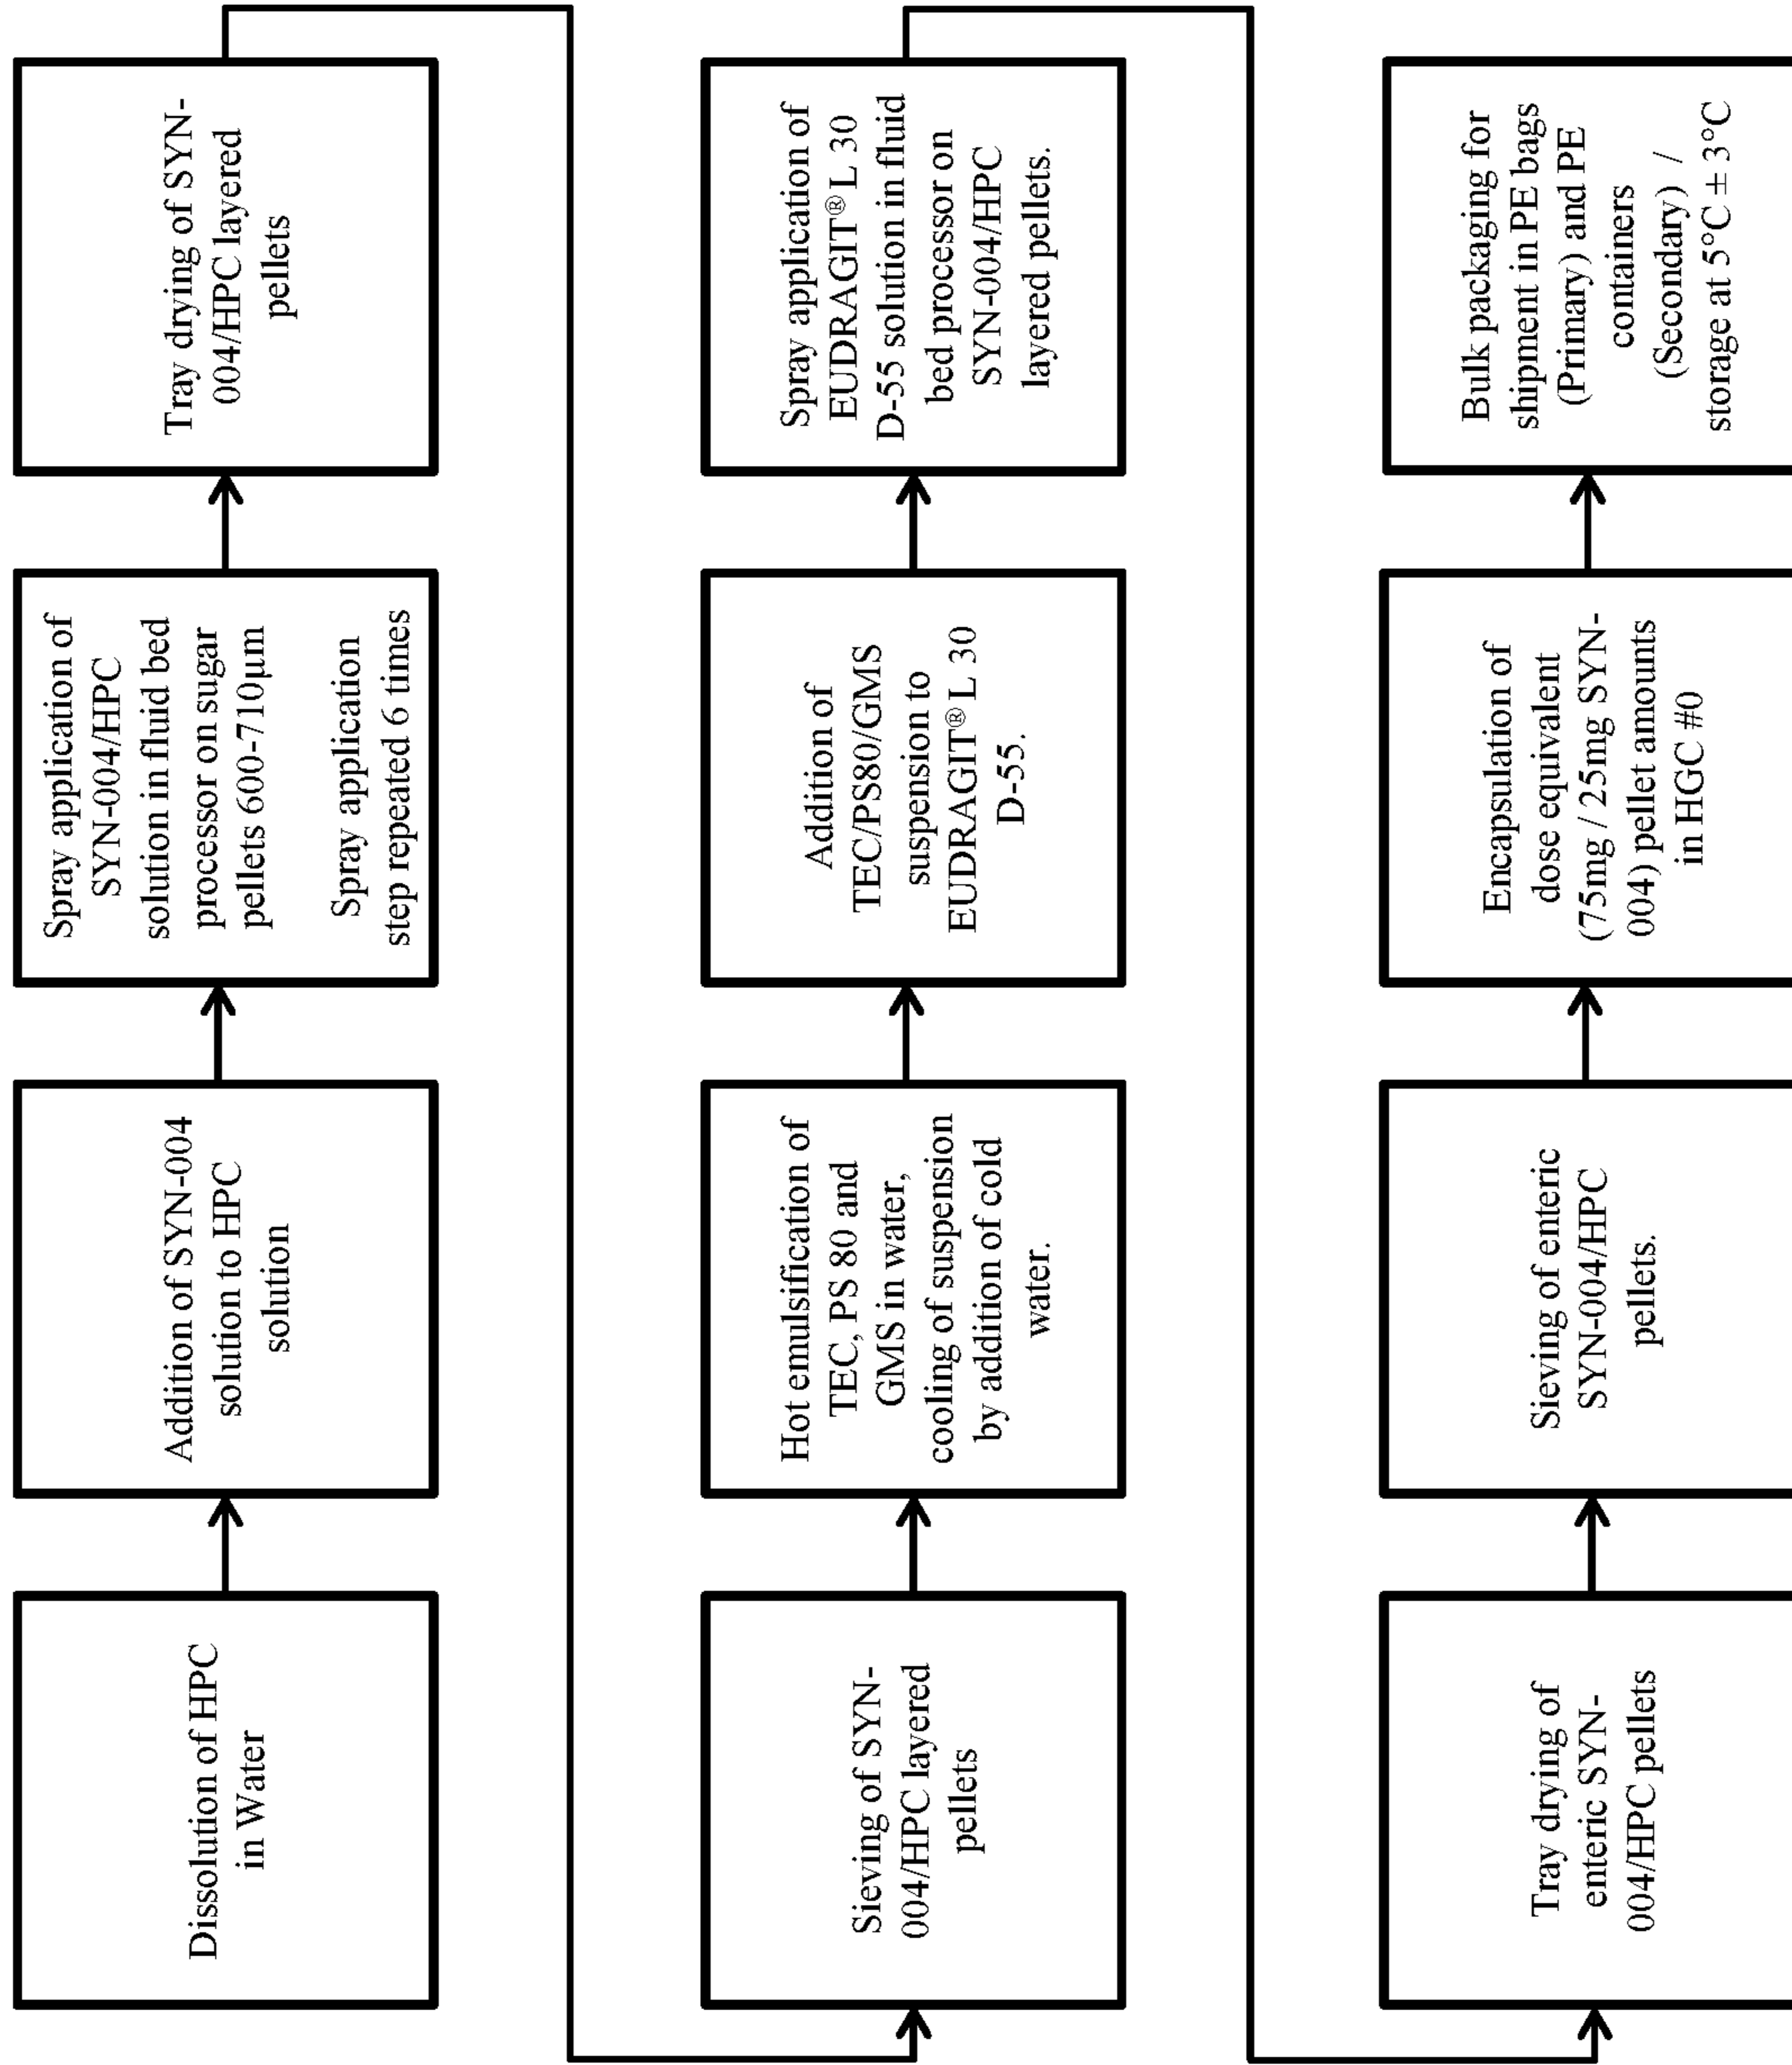 Dissolution of HPC
in Water
Addition of SYN-004
solution to HPC
solution
Spray application of
SYN-004/HPC
solution in fluid bed
processor on sugar
pellets 600-710µm
Spray application
step repeated 6 times
Tray drying of SYN-
004/HPC layered
pellets
Sieving of SYN-
004/HPC layered
pellets
Hot emulsification of
TEC, PS 80 and
GMS in water,
cooling of suspension
by addition of cold
water.
Addition of
TEC/PS80/GMS
suspension to
EUDRAGIT® L 30
D-55.
Spray application of
EUDRAGIT® L 30
D-55 solution in fluid
bed processor on
SYN-004/HPC
layered pellets.
Tray drying of
enteric SYN-
004/HPC pellets
Sieving of enteric
SYN-004/HPC
pellets.
Encapsulation of
dose equivalent
(75mg / 25mg SYN-
004) pellet amounts
in HGC #0
Bulk packaging for
shipment in PE bags
(Primary) and PE
containers
(Secondary) /
storage at 5°C ± 3°C